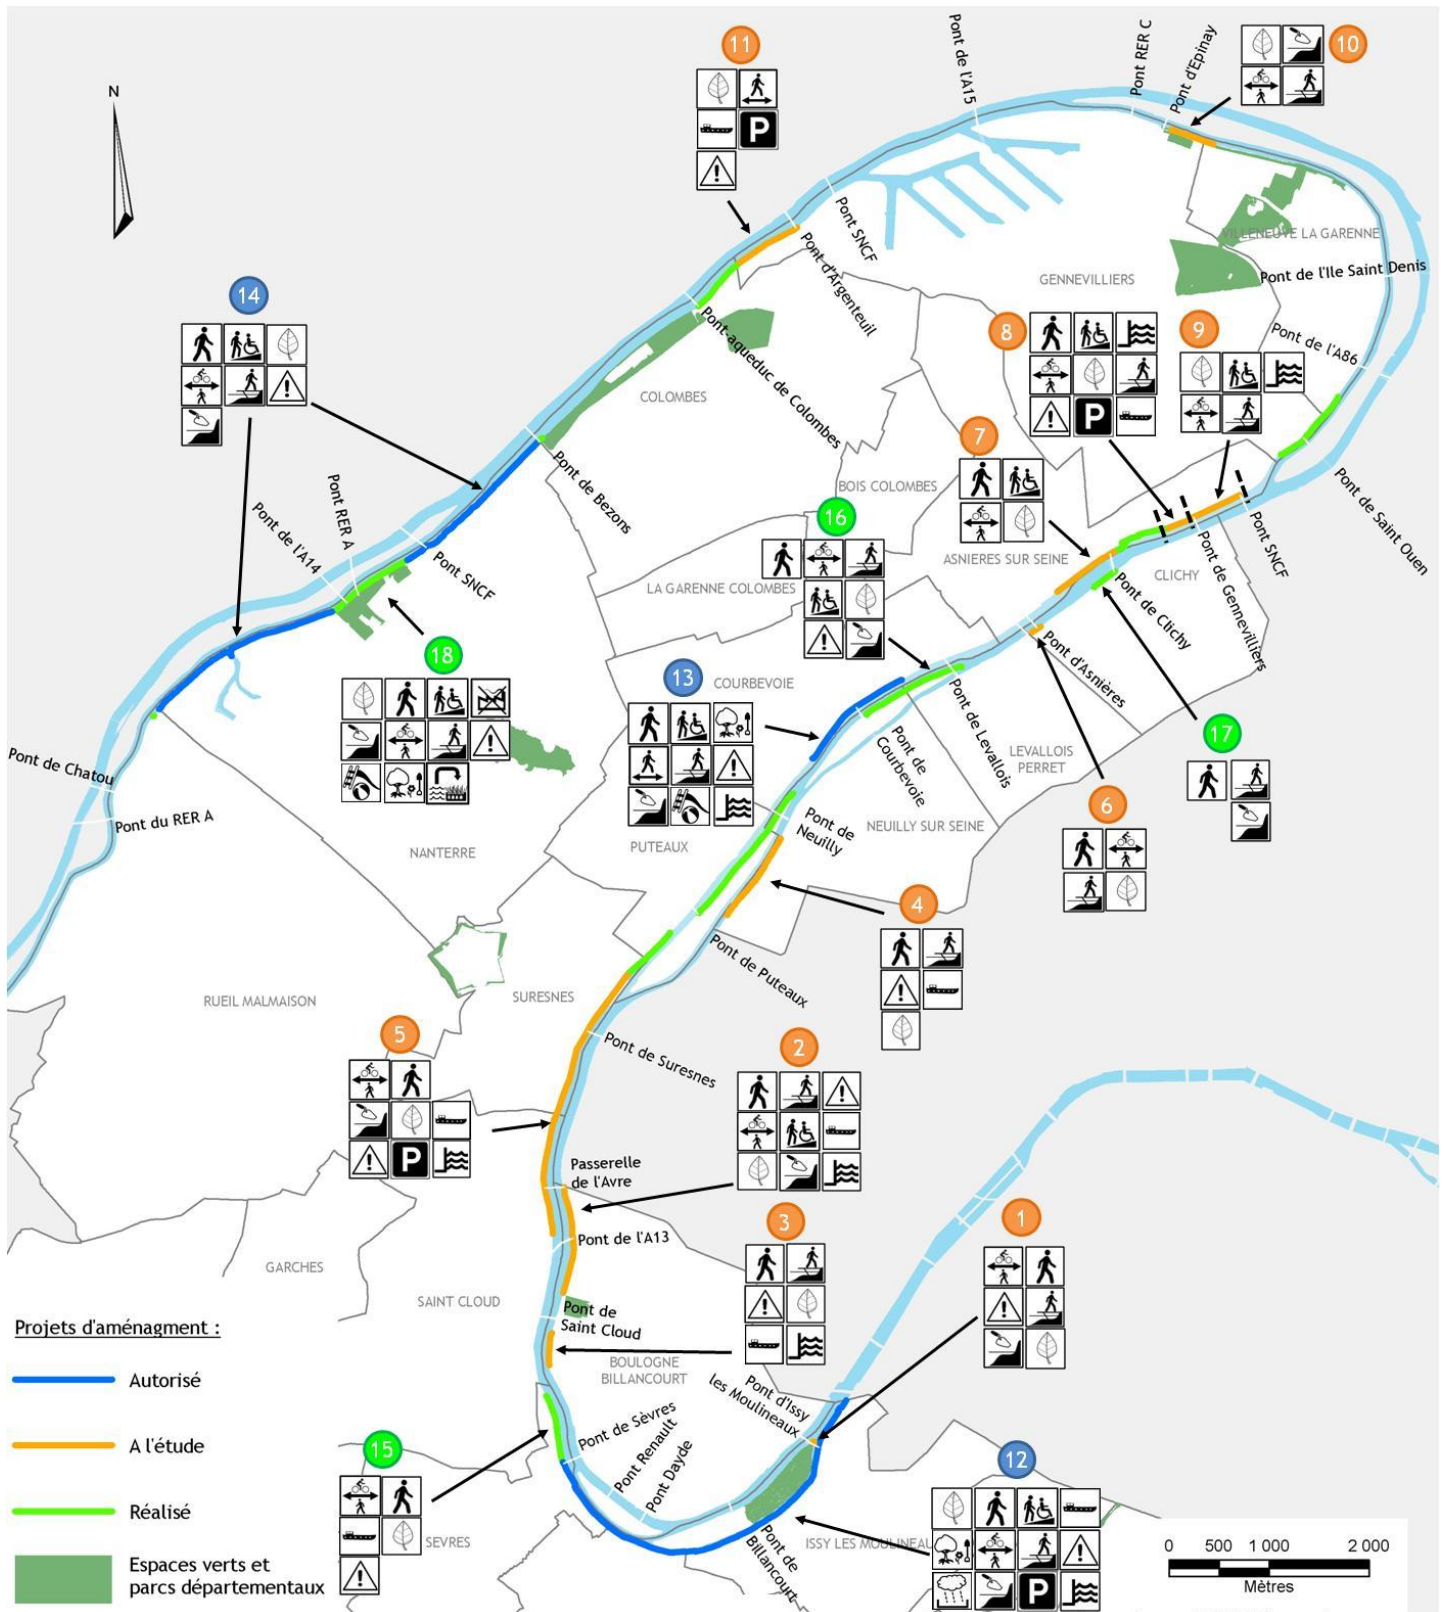 11
Pont de l'A15
Pont RER C
Pont d'Epinay
10
N
P
Pont SNCF
Pont d'Argenteuil
VILLENEUVE LA GARENNE
Pont de l'Ile Saint Denis
GENNEVILLIERS
14
Pont-aqueduc de Colombes
8
9
Pont de l'A86
P
COLOMBES
7
Pont de Bezons
BOIS COLOMBES
Pont de Saint Ouen
Pont RER A
Pont de l'A14
16
Pont SNCF
ASNIERES SUR SEINE
CLICHY
Pont SNCF
Pont de Gennevilliers
LA GARENNE COLOMBES
Pont de Clichy
18
Pont d'Asnières
13
COURBEVOIE
Pont de Levallois
17
Pont de
Courbevoie
LEVALLOIS
PERRET
Pont de Chatou
Pont du RER A
6
NEUILLY SUR SEINE
Pont de
Neuilly
PUTEAUX
NANTERRE
4
Pont de Puteaux
RUEIL MALMAISON
SURESNES
5
2
Pont de Suresnes
P
Passerelle
de l'Avre
3
1
Pont de l'A13
GARCHES
SAINT CLOUD
Pont de
Saint Cloud
BOULOGNE
BILLANCOURT
Pont d'Issy
les Moulineaux
Projets d'aménagment :
Autorisé
A l'étude
Réalisé
Espaces verts et
parcs départementaux
15
Pont de Sèvres
Pont Renault
Pont Dayde
12
SEVRES
Pont de
Billancourt
ISSY LES MOULINEAU
P
0 500 1 000 2 000
Mètres